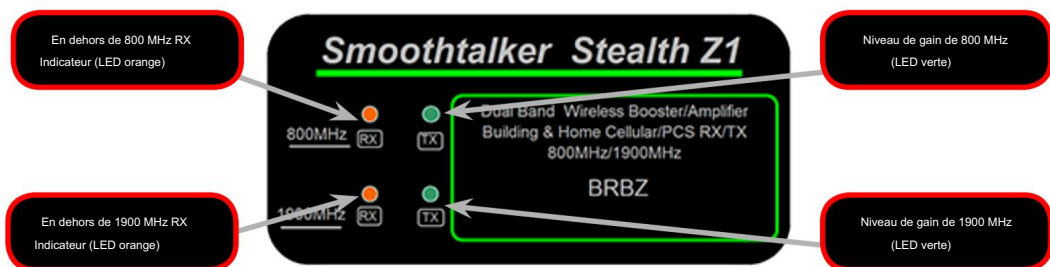 En dehors de 800 MHz RX
Indicateur (LED orange)
Smoothtalker Stealth Z1
Niveau de gain de 800 MHz
(LED verte)
800MHz
RX
TX
Dual Band Wireless Booster/Amplifier
Building & Home Cellular/PCS RX/TX
800MHz/1900MHz
BRBZ
1900MHz
RX
TX
En dehors de 1900 MHz RX
Indicateur (LED orange)
Niveau de gain de 1900 MHz
(LED verte)